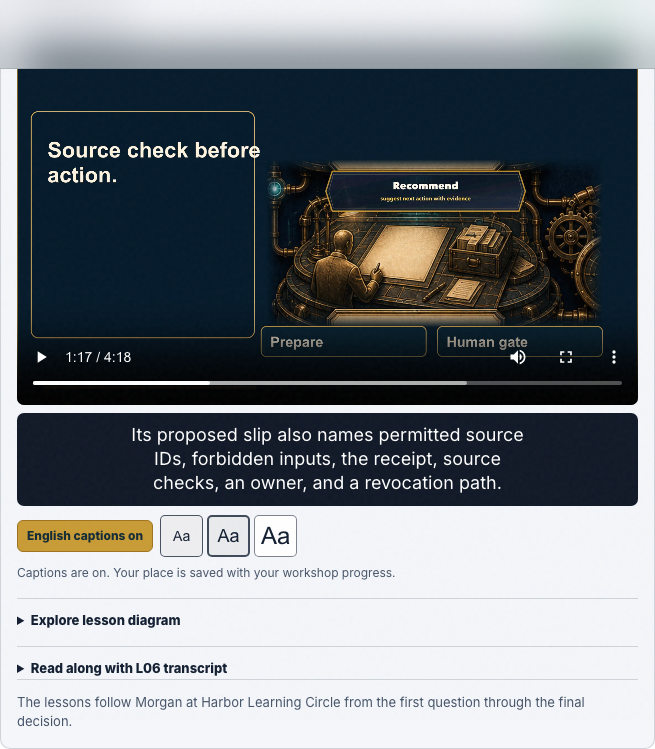 Source check before
action.
Recommend
suggest next action with evidence
Prepare
Human gate
1:17 / 4:18
Its proposed slip also names permitted source
IDs, forbidden inputs, the receipt, source
checks, an owner, and a revocation path.
English captions on
Aa
Aa
Aa
Captions are on. Your place is saved with your workshop progress.
Explore lesson diagram
Read along with L06 transcript
The lessons follow Morgan at Harbor Learning Circle from the first question through the final
decision.